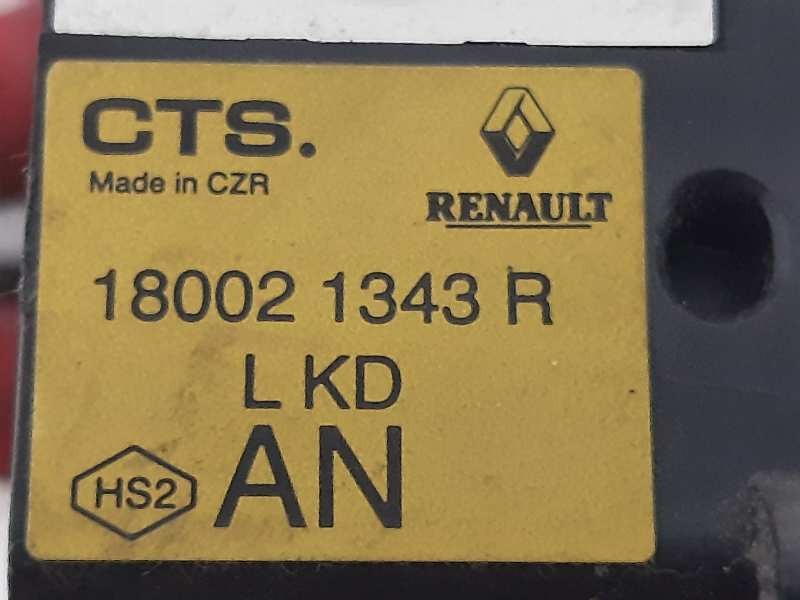 CTS.
Made in CZR
RENAULT
18002 1343 R
L KD
HS2 AN